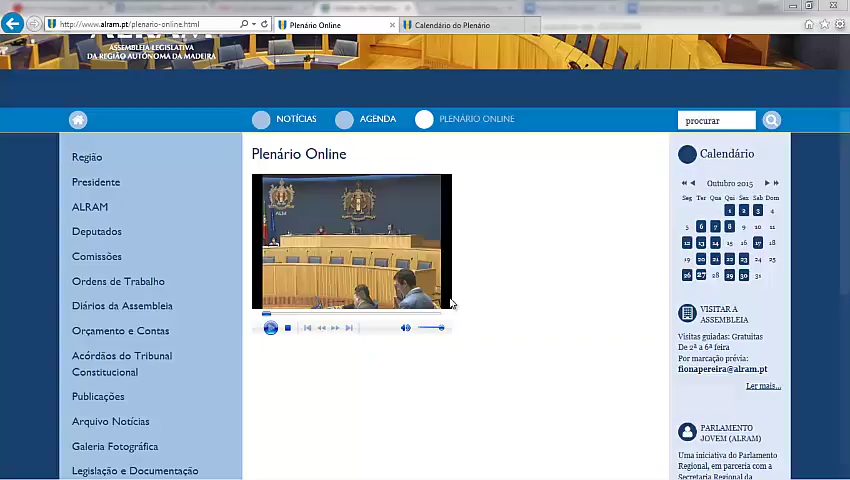 http://www.alram.pt/plenario-online.html
Plenário Online
Calendário do Plenário
ASSEMBLEIA LEGISLATIVA
DA REGIÃO AUTÓNOMA DA MADEIRA
NOTÍCIAS
AGENDA
PLENÁRIO ONLINE
procurar
Região
Presidente
ALRAM
Deputados
Comissões
Ordens de Trabalho
Diários da Assembleia
Orçamento e Contas
Acórdãos do Tribunal
Constitucional
Publicações
Arquivo Notícias
Galeria Fotográfica
Legislação e Documentação
Plenário Online
Calendário
Outubro 2015
Seg Ter Qua Qui Sex Sab Dom
1 2 3 4
5 6 7 8 9 10 11
12 13 14 15 16 17 18
19 20 21 22 23 24 25
26 27 28 29 30 31
VISITAR A
ASSEMBLEIA
Visitas guiadas: Gratuitas
De 2ª a 6ª feira
Por marcação prévia:
fionapereira@alram.pt
Ler mais...
PARLAMENTO
JOVEM (ALRAM)
Uma iniciativa do Parlamento
Regional, em parceria com a
Secretaria Regional da